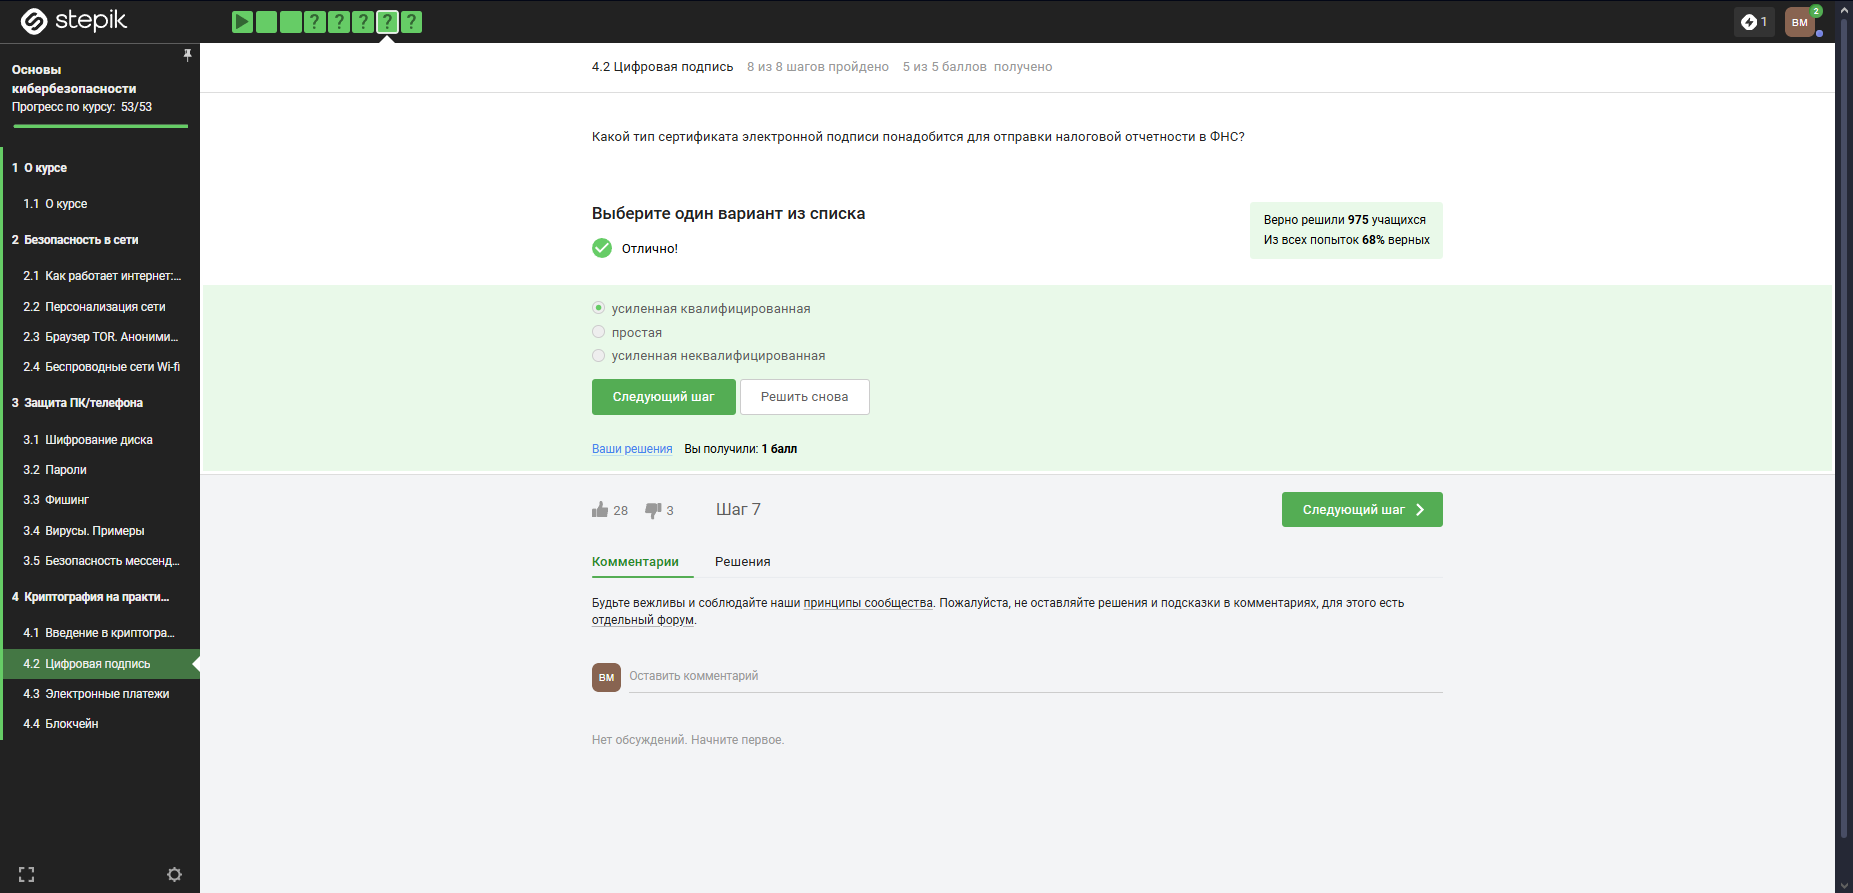 stepik
? ? ? ? ?
1
ВМ
2
Основы
кибербезопасности
Прогресс по курсу: 53/53
1 О курсе
1.1 О курсе
2 Безопасность в сети
2.1 Как работает интернет:...
2.2 Персонализация сети
2.3 Браузер TOR. Аноними...
2.4 Беспроводные сети Wi-fi
3 Защита ПК/телефона
3.1 Шифрование диска
3.2 Пароли
3.3 Фишинг
3.4 Вирусы. Примеры
3.5 Безопасность мессенд...
4 Криптография на практи...
4.1 Введение в криптогра...
4.2 Цифровая подпись
4.3 Электронные платежи
4.4 Блокчейн
4.2 Цифровая подпись 8 из 8 шагов пройдено 5 из 5 баллов получено
Какой тип сертификата электронной подписи понадобится для отправки налоговой отчетности в ФНС?
Выберите один вариант из списка
Отлично!
Верно решили 975 учащихся
Из всех попыток 68% верных
усиленная квалифицированная
простая
усиленная неквалифицированная
Следующий шаг
Решить снова
Ваши решения Вы получили: 1 балл
28 3 Шаг 7
Следующий шаг
Комментарии Решения
Будьте вежливы и соблюдайте наши принципы сообщества. Пожалуйста, не оставляйте решения и подсказки в комментариях, для этого есть
отдельный форум.
ВМ Оставить комментарий
Нет обсуждений. Начните первое.